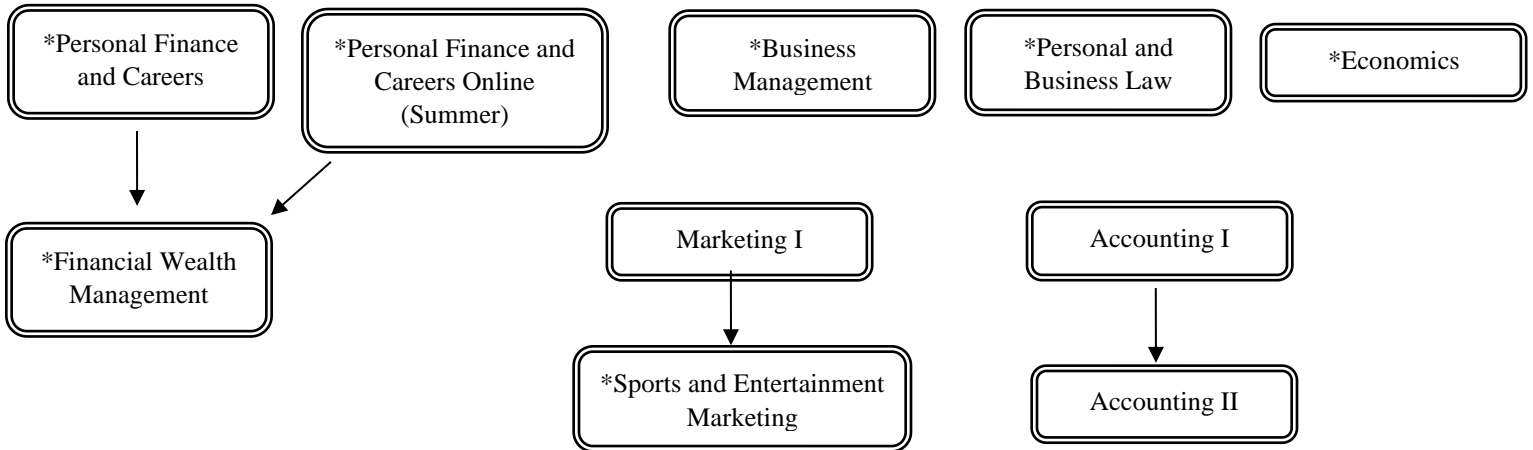 *Personal Finance
and Careers
*Personal Finance and
Careers Online
(Summer)
*Business
Management
*Personal and
Business Law
*Economics
*Financial Wealth
Management
Marketing I
Accounting I
*Sports and Entertainment
Marketing
Accounting II